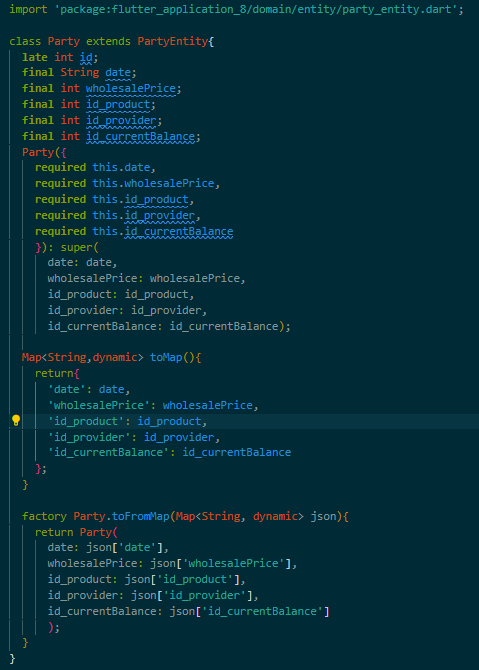 import 'package:flutter_application_8/domain/entity/party_entity.dart';
class Party extends PartyEntity{
late int id;
final String date;
final int wholesalePrice;
final int id_product;
final int id_provider;
final int id_currentBalance;
Party({
required this.date,
required this.wholesalePrice,
required this.id_product,
required this.id_provider,
required this.id_currentBalance
}): super(
date: date,
wholesalePrice: wholesalePrice,
id_product: id_product,
id_provider: id_provider,
id_currentBalance: id_currentBalance);
Map<String,dynamic> toMap(){
return{
'date': date,
'wholesalePrice': wholesalePrice,
'id_product': id_product,
'id_provider': id_provider,
'id_currentBalance': id_currentBalance
};
}
factory Party.toFromMap(Map<String, dynamic> json){
return Party(
date: json['date'],
wholesalePrice: json['wholesalePrice'],
id_product: json['id_product'],
id_provider: json['id_provider'],
id_currentBalance: json['id_currentBalance']
);
}
}